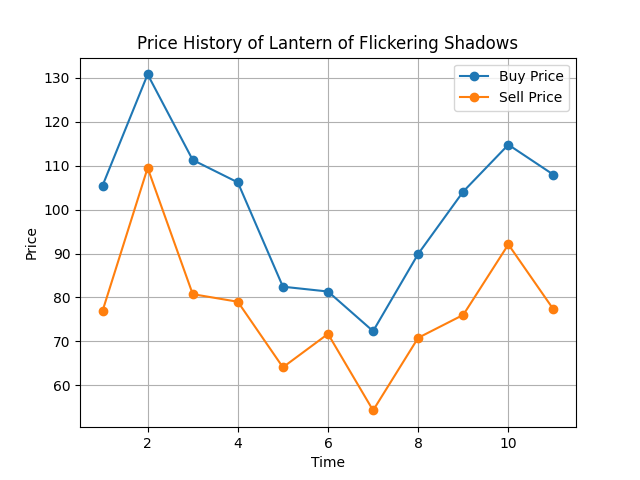 Price History of Lantern of Flickering Shadows
Buy Price
Sell Price
130
120
110
100
90
80
70
60
Price
2 4 6 8 10
Time